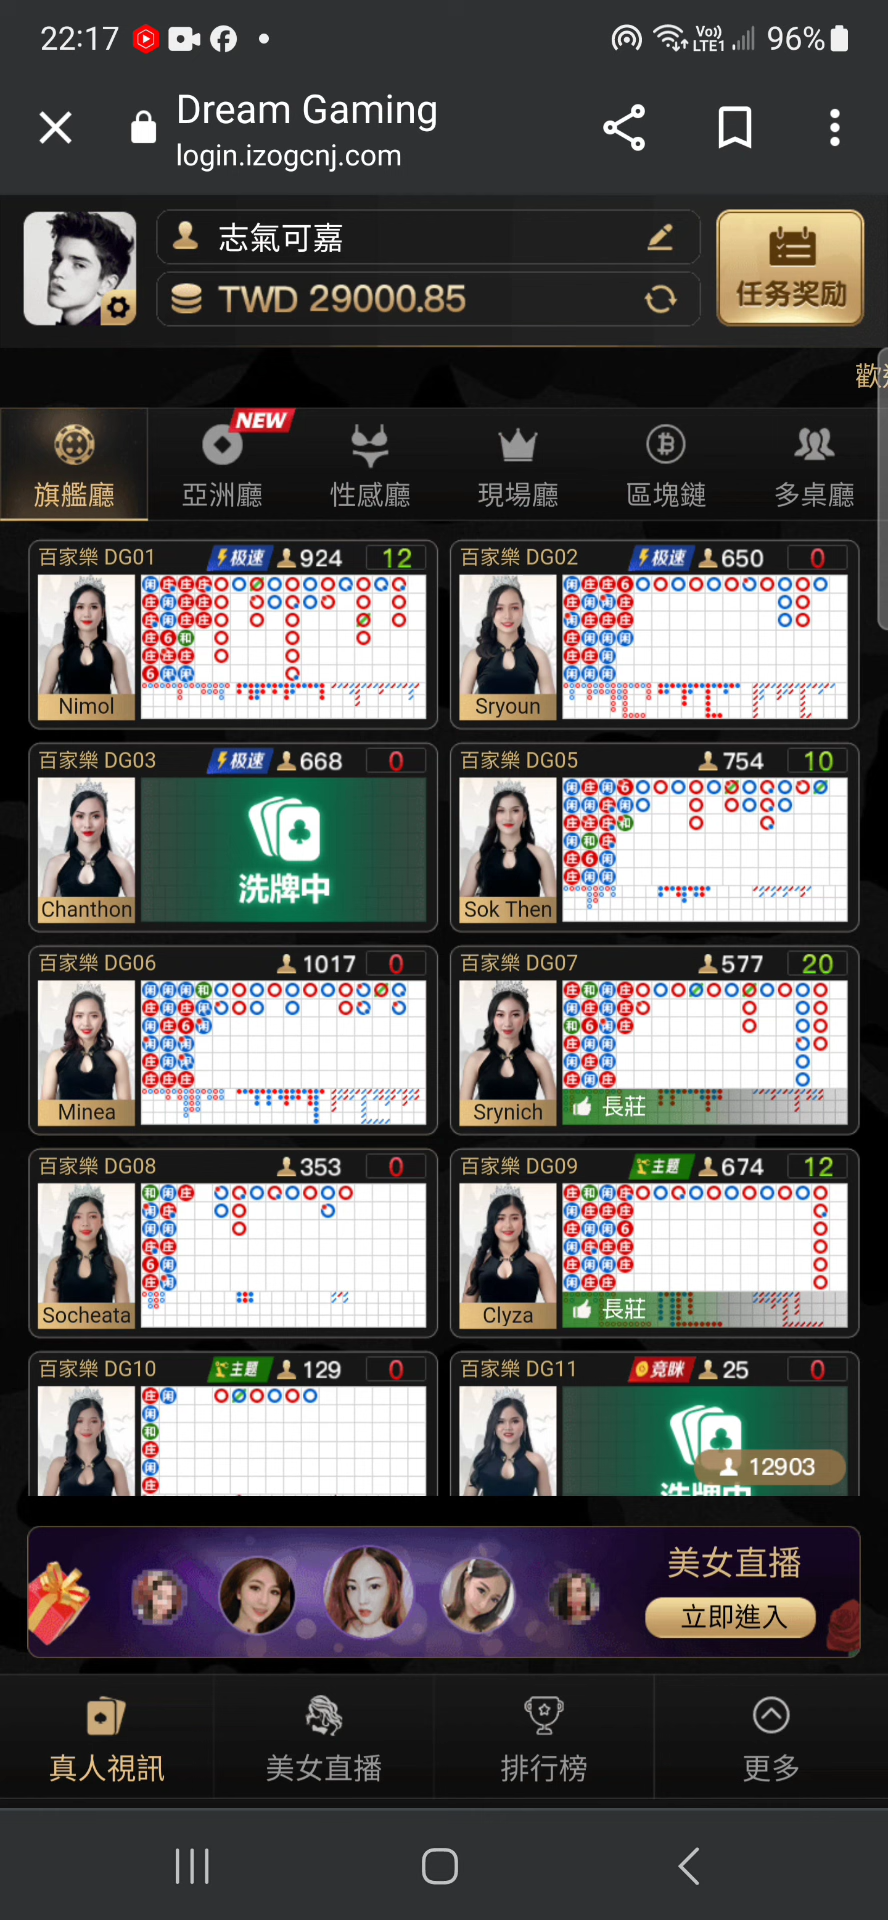 22:17
Vo))
LTE1
96%
Dream Gaming
login.izogcnj.com
志氣可嘉
TWD 29000.85
任务奖励
歡
NEW
旗艦廳
亞洲廳
性感廳
現場廳
區塊鏈
多桌廳
百家樂 DG01 极速 924 12
Nimol
百家樂 DG02 极速 650 0
Sryoun
百家樂 DG03 极速 668 0
Chanthon
洗牌中
百家樂 DG05 754 10
Sok Then
百家樂 DG06 1017 0
Minea
百家樂 DG07 577 20
Srynich
長莊
百家樂 DG08 353 0
Socheata
百家樂 DG09 主題 674 12
Clyza
長莊
百家樂 DG10 主題 129 0
百家樂 DG11 竞咪 25 0
洗牌中
12903
美女直播
立即進入
真人視訊
美女直播
排行榜
更多